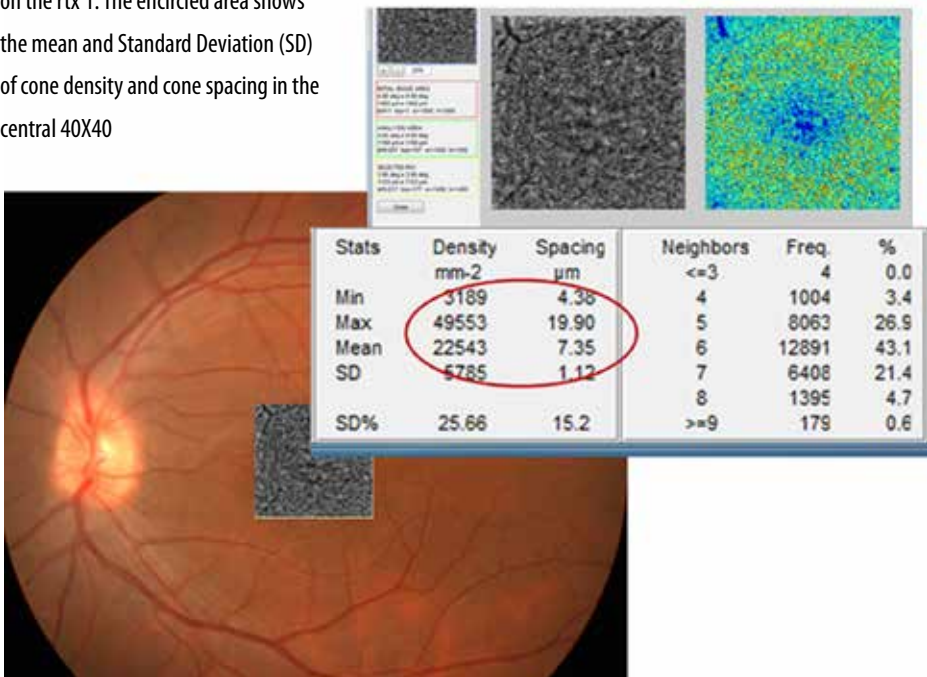 on the rtx 1. The encircled area shows
the mean and Standard Deviation (SD)
of cone density and cone spacing in the
central 40X40
Stats Density Spacing Neighbors Freq. %
mm-2 µm <=3 4 0.0
Min 3189 4.38 4 1004 3.4
Max 49553 19.90 5 8063 26.9
Mean 22543 7.35 6 12891 43.1
SD 5785 1.12 7 6408 21.4
8 1395 4.7
SD% 25.66 15.2 >=9 179 0.6